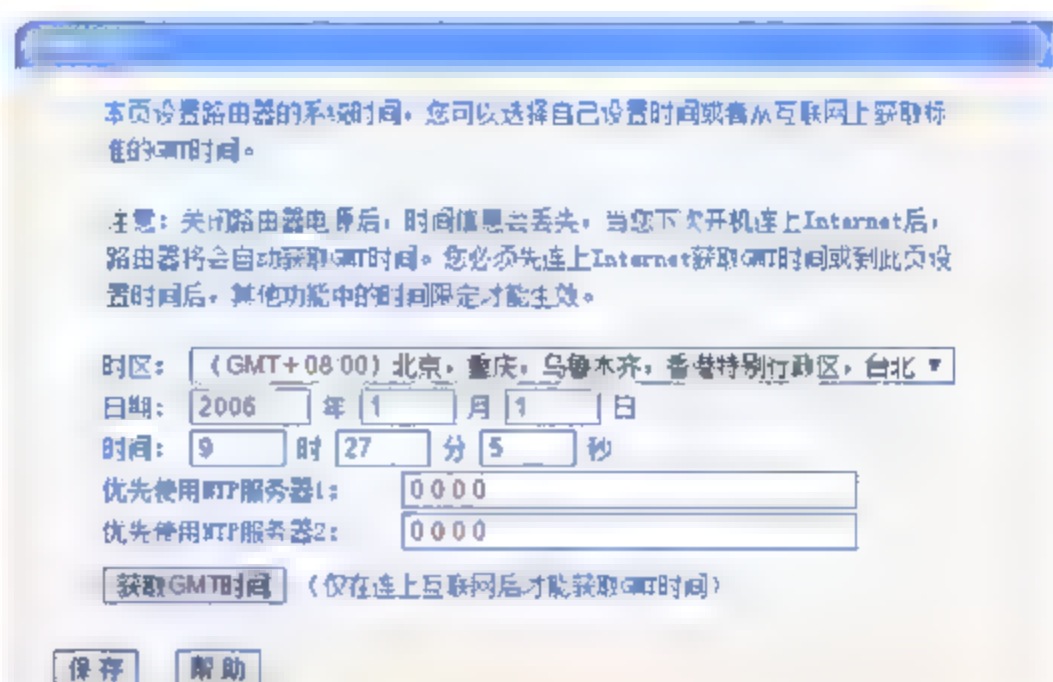 本页设置路由器的系统时间,您可以选择自己设置时间或者从互联网上获取标
准的GMT时间。
注意:关闭路由器电源后,时间信息会丢失,当您下次开机连上Internet后,
路由器将会自动获取GMT时间。您必须先连上Internet获取GMT时间或到此页设
置时间后,其他功能中的时间限定才能生效。
时区: (GMT+08:00) 北京,重庆,乌鲁木齐,香港特别行政区,台北 ▼
日期: 2006 年 1 月 1 日
时间: 9 时 27 分 5 秒
优先使用NTP服务器1: 0.0.0.0
优先使用NTP服务器2: 0.0.0.0
获取GMT时间 (仅在连上互联网后才能获取GMT时间)
保存 帮助